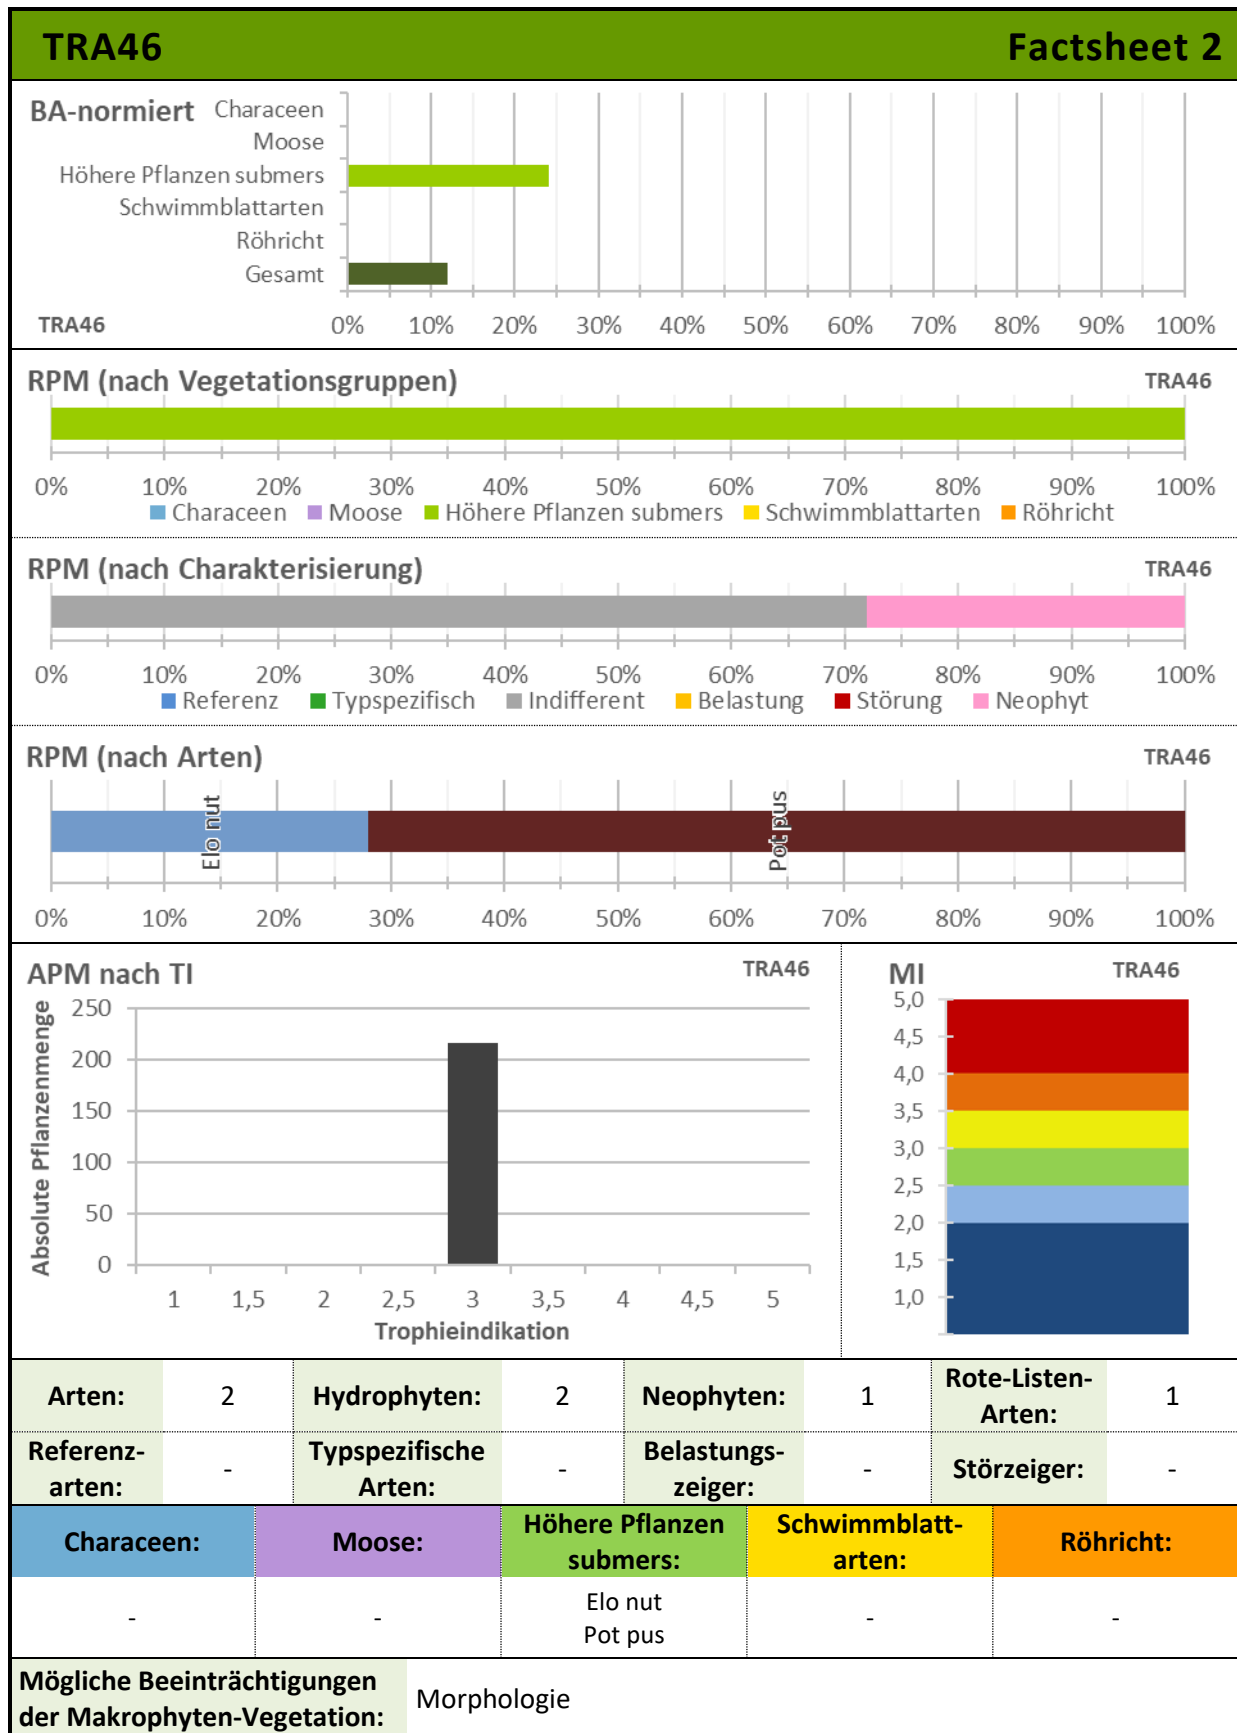 TRA46 Factsheet 2
BA-normiert
Characeen
Moose
Höhere Pflanzen submers
Schwimmblattarten
Röhricht
Gesamt
TRA46
0% 10% 20% 30% 40% 50% 60% 70% 80% 90% 100%
RPM (nach Vegetationsgruppen) TRA46
0% 10% 20% 30% 40% 50% 60% 70% 80% 90% 100%
Characeen Moose Höhere Pflanzen submers Schwimmblattarten Röhricht
RPM (nach Charakterisierung) TRA46
0% 10% 20% 30% 40% 50% 60% 70% 80% 90% 100%
Referenz Typspezifisch Indifferent Belastung Störung Neophyt
RPM (nach Arten) TRA46
Elo nut
Pot pus
0% 10% 20% 30% 40% 50% 60% 70% 80% 90% 100%
APM nach TI TRA46
Absolute Pflanzenmenge
250
200
150
100
50
0
1 1,5 2 2,5 3 3,5 4 4,5 5
Trophieindikation
MI TRA46
5,0
4,5
4,0
3,5
3,0
2,5
2,0
1,5
1,0
Arten: 2 Hydrophyten: 2 Neophyten: 1 Rote-Listen-
Arten: 1
Referenz-
arten: - Typspezifische
Arten: - Belastungs-
zeiger: - Störzeiger: -
Characeen: Moose: Höhere Pflanzen
submers: Schwimmblatt-
arten: Röhricht:
- - Elo nut
Pot pus - -
Mögliche Beeinträchtigungen
der Makrophyten-Vegetation: Morphologie